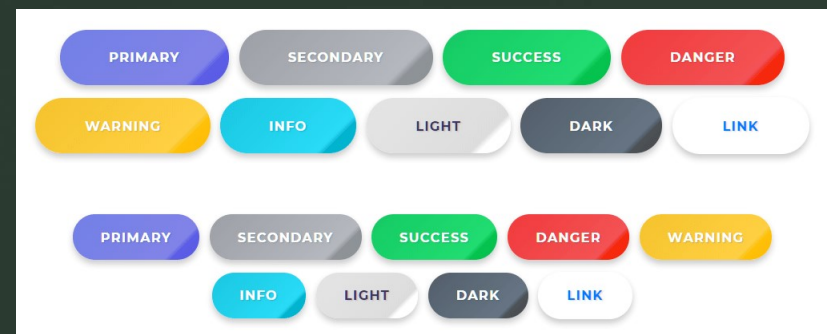 PRIMARY SECONDARY SUCCESS DANGER
WARNING INFO LIGHT DARK LINK
PRIMARY SECONDARY SUCCESS DANGER WARNING
INFO LIGHT DARK LINK